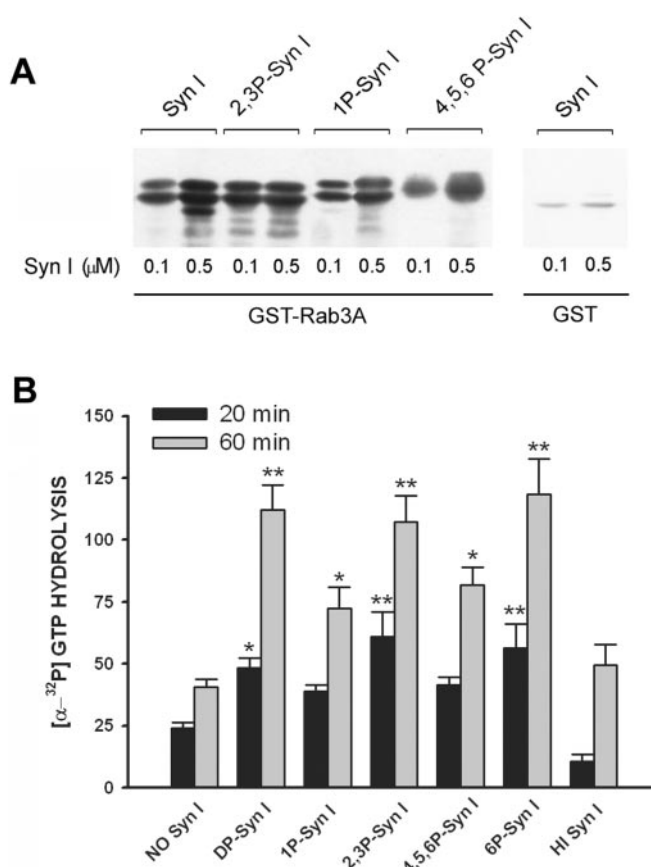 A
Syn I
2,3P-Syn I
1P-Syn I
4,5,6 P-Syn I
Syn I
Syn I (μM) 0.1 0.5 0.1 0.5 0.1 0.5 0.1 0.5 0.1 0.5
GST-Rab3A GST
B
20 min
60 min
[α-³²P] GTP HYDROLYSIS
150
125
100
75
50
25
0
** * ** * ** * ** **
NO Syn I
DP-Syn I
1P-Syn I
2,3P-Syn I
4,5,6P-Syn I
6P-Syn I
HI Syn I